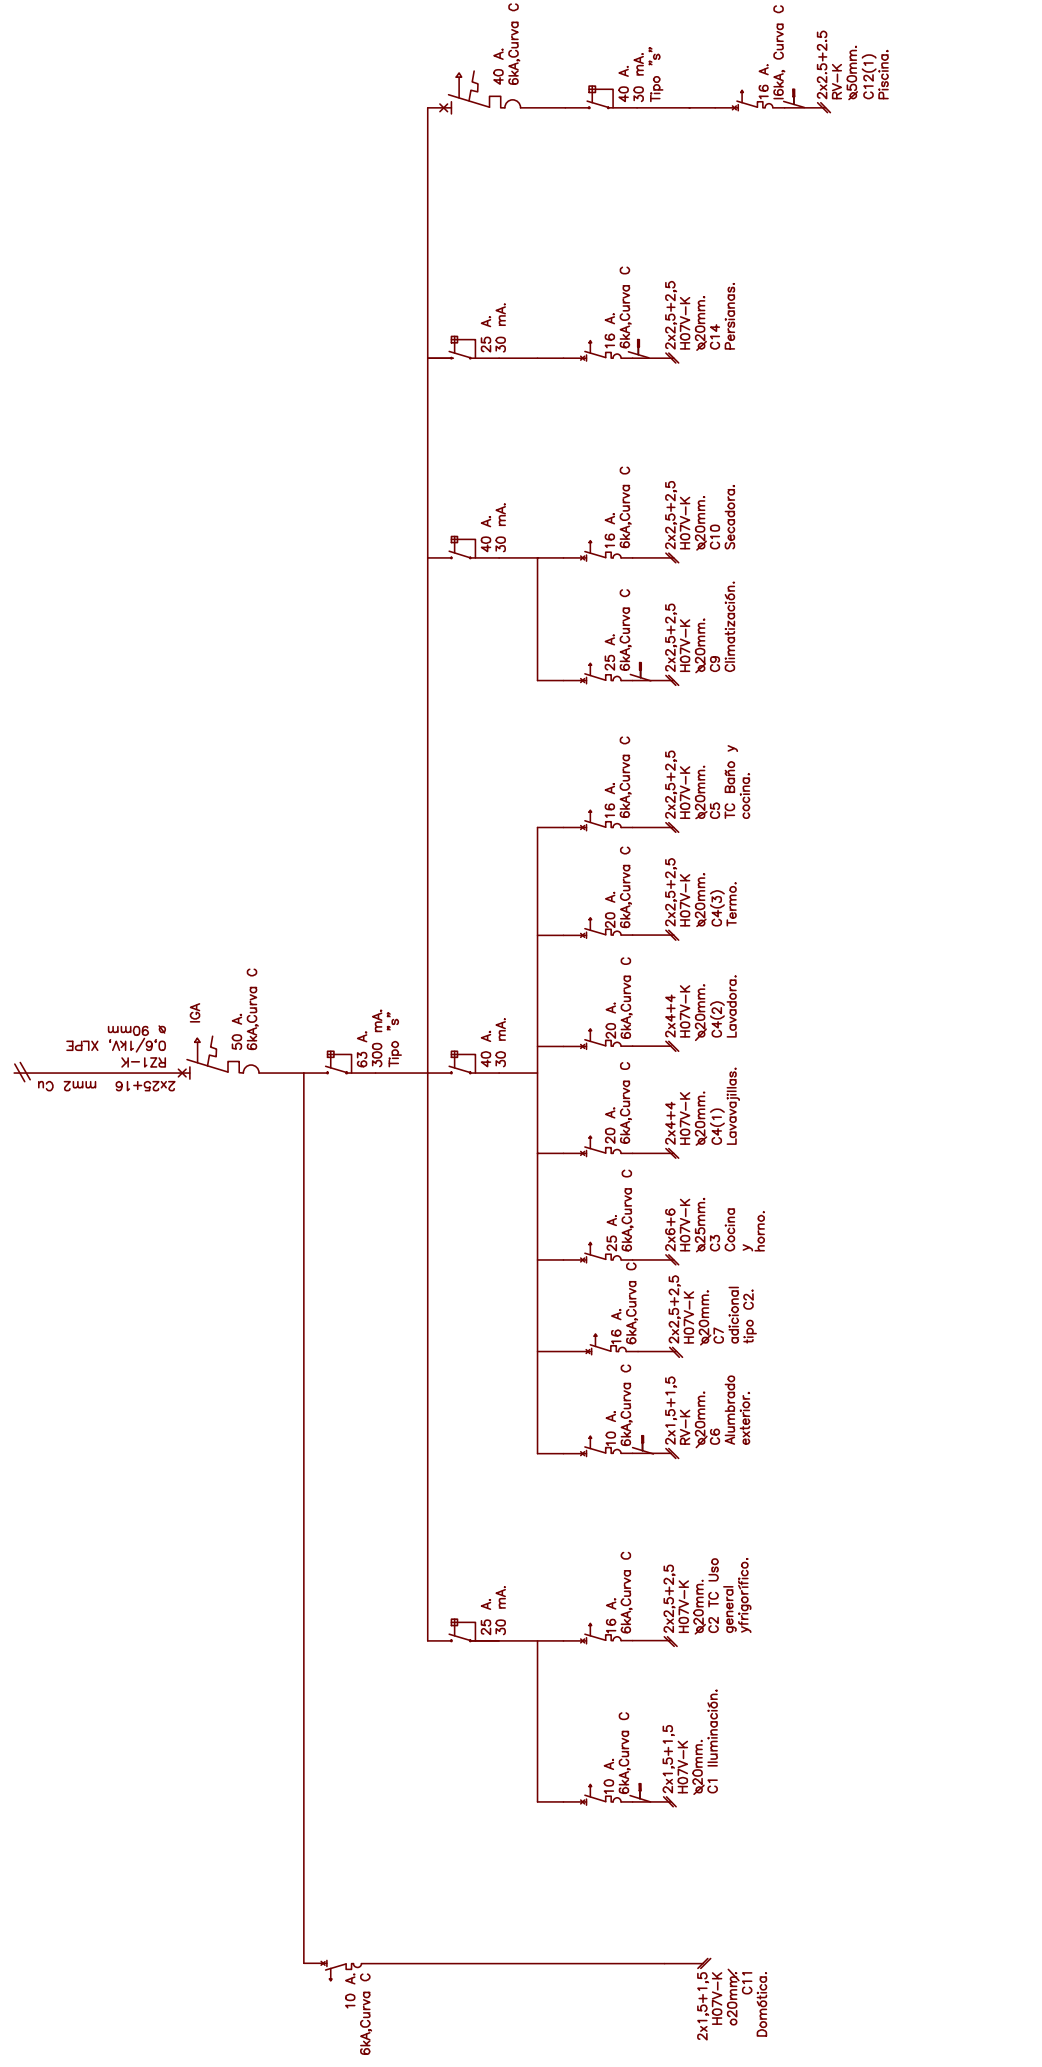 2x25+16 mm2 Cu
RZ1-K
0,6/1kV, XLPE
ø 90mm
IGA
50 A.
6kA,Curva C
63 A.
300 mA.
Tipo "s"
10 A.
6kA,Curva C
2x1,5+1,5
H07V-K
o20mm.
C11
Domótica.
25 A.
30 mA.
10 A.
6kA,Curva C
2x1,5+1,5
H07V-K
ø20mm.
C1 Iluminación.
16 A.
6kA,Curva C
2x2,5+2,5
H07V-K
ø20mm.
C2 TC Uso
general
yfrigorífico.
40 A.
30 mA.
10 A.
6kA,Curva C
2x1,5+1,5
RV-K
ø20mm.
C6
Alumbrado
exterior.
16 A.
6kA,Curva C
2x2,5+2,5
H07V-K
ø20mm.
C7
adicional
tipo C2.
25 A.
6kA,Curva C
2x6+6
H07V-K
ø25mm.
C3
Cocina
y
horno.
20 A.
6kA,Curva C
2x4+4
H07V-K
ø20mm.
C4(1)
Lavavajillas.
20 A.
6kA,Curva C
2x4+4
H07V-K
ø20mm.
C4(2)
Lavadora.
20 A.
6kA,Curva C
2x2,5+2,5
H07V-K
ø20mm.
C4(3)
Termo.
16 A.
6kA,Curva C
2x2,5+2,5
H07V-K
ø20mm.
C5
TC Baño y
cocina.
40 A.
30 mA.
25 A.
6kA,Curva C
2x2,5+2,5
H07V-K
ø20mm.
C9
Climatización.
16 A.
6kA,Curva C
2x2,5+2,5
H07V-K
ø20mm.
C10
Secadora.
25 A.
30 mA.
16 A.
6kA,Curva C
2x2,5+2,5
H07V-K
ø20mm.
C14
Persianas.
40 A.
6kA,Curva C
40 A.
30 mA.
Tipo "s"
16 A.
I6kA, Curva C
2x2.5+2.5
RV-K
ø50mm.
C12(1)
Piscina.